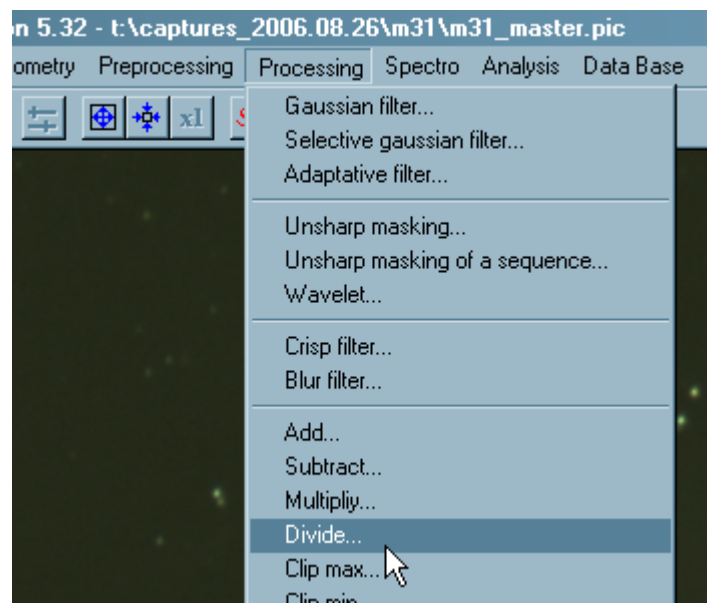 n 5.32 - t:\captures_2006.08.26\m31\m31_master.pic
ometry Preprocessing Processing Spectro Analysis Data Base
x1
Gaussian filter...
Selective gaussian filter...
Adaptative filter...
Unsharp masking...
Unsharp masking of a sequence...
Wavelet...
Crisp filter...
Blur filter...
Add...
Subtract...
Multipliy...
Divide...
Clip max...
Clip min